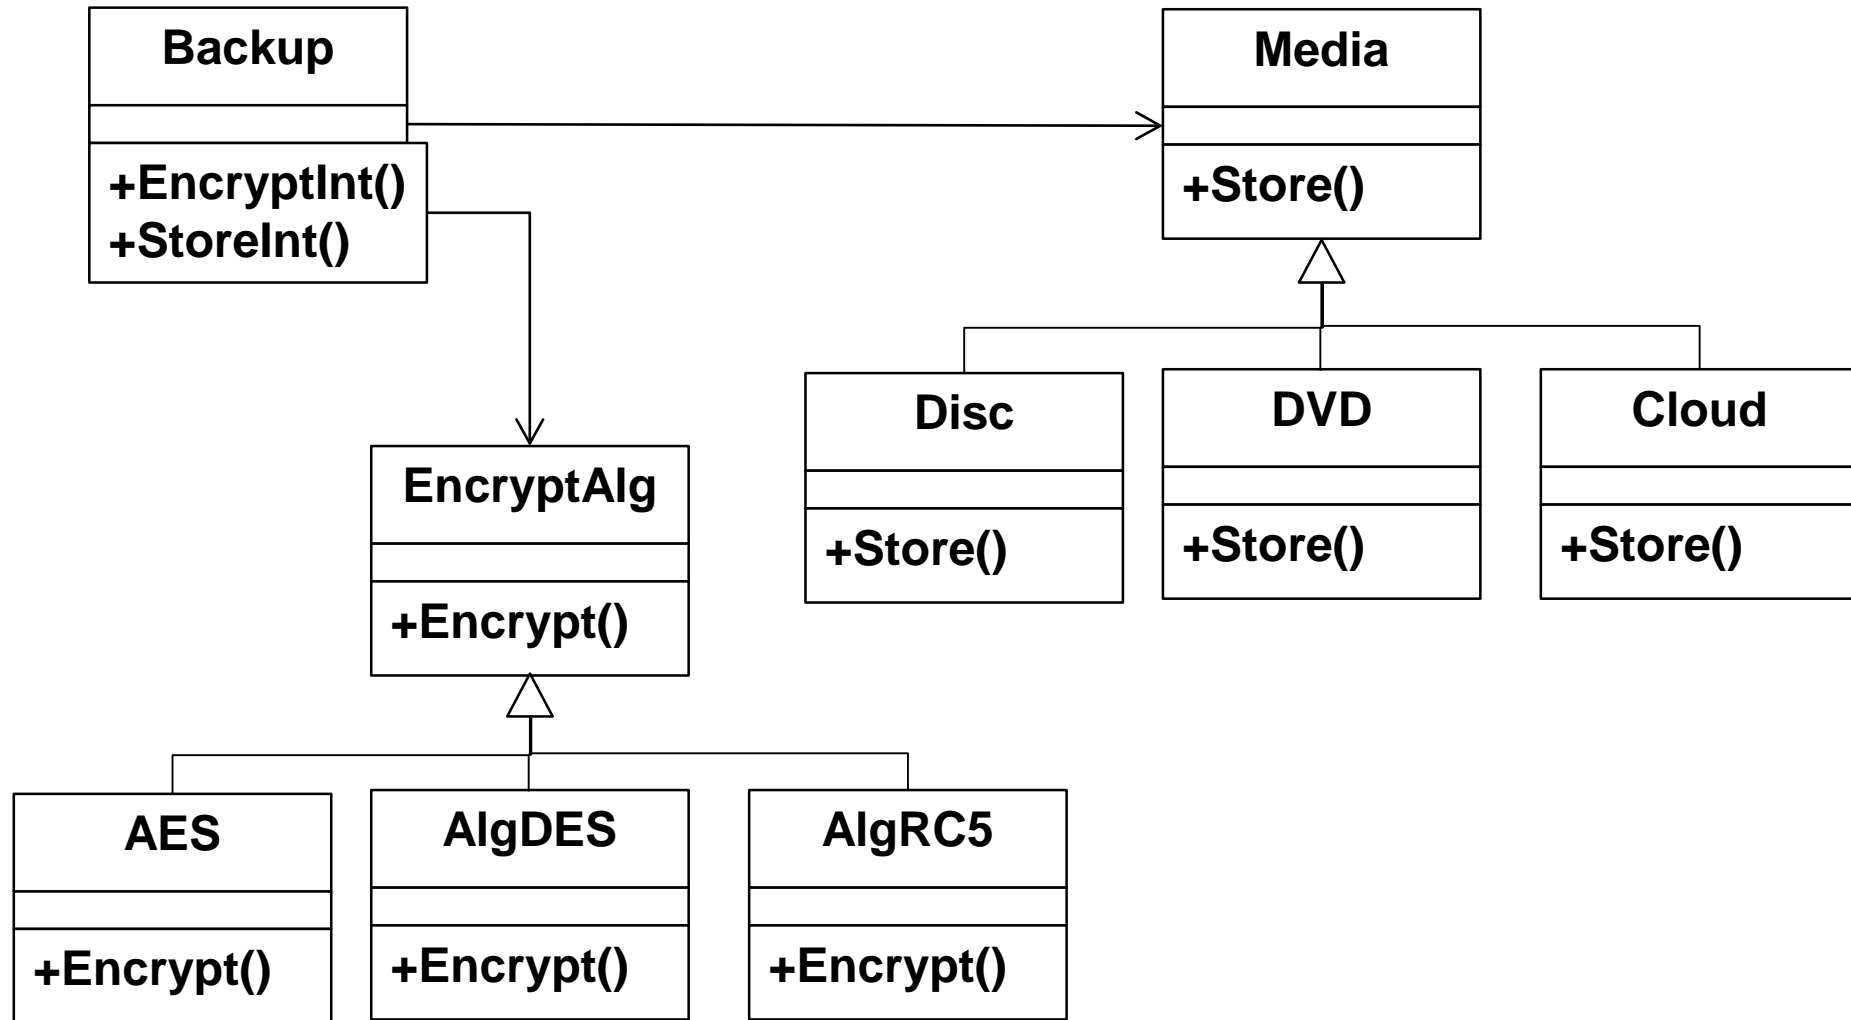 Backup
+EncryptInt()
+StoreInt()
Media
+Store()
Disc
+Store()
DVD
+Store()
Cloud
+Store()
EncryptAlg
+Encrypt()
AES
+Encrypt()
AlgDES
+Encrypt()
AlgRC5
+Encrypt()